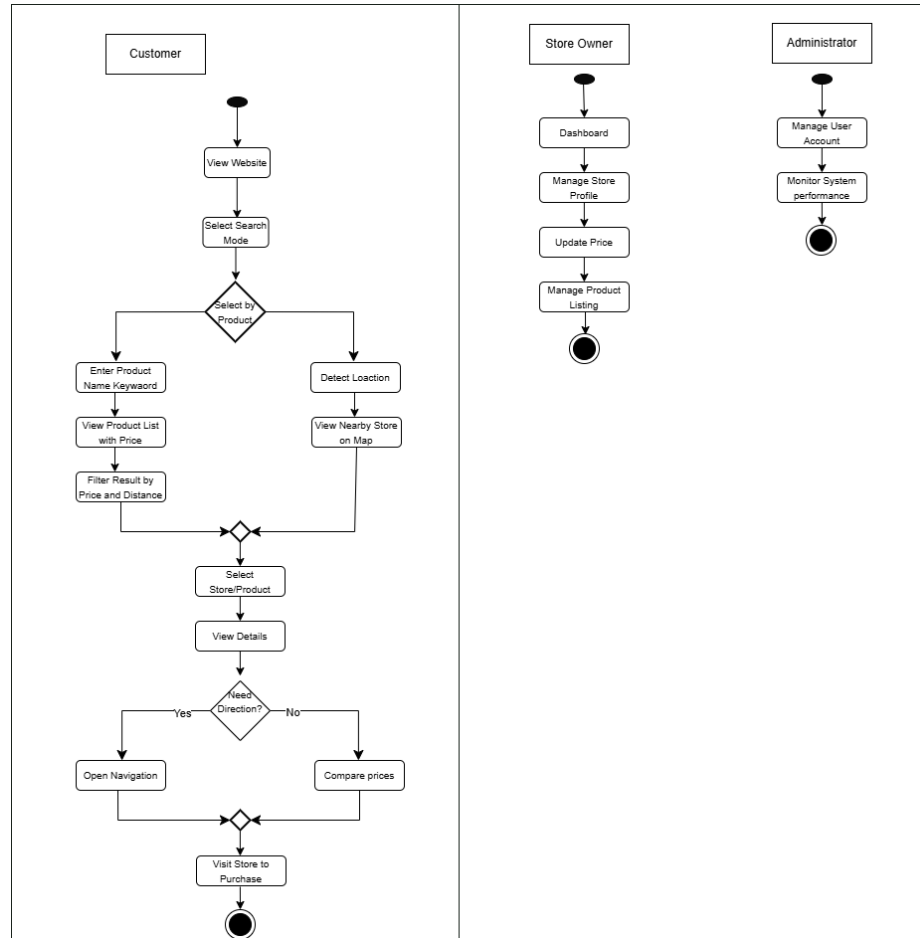 Customer
View Website
Select Search
Mode
Select by
Product
Enter Product
Name Keywaord
View Product List
with Price
Filter Result by
Price and Distance
Detect Loaction
View Nearby Store
on Map
Select
Store/Product
View Details
Need
Direction?
Yes
No
Open Navigation
Compare prices
Visit Store to
Purchase
Store Owner
Dashboard
Manage Store
Profile
Update Price
Manage Product
Listing
Administrator
Manage User
Account
Monitor System
performance